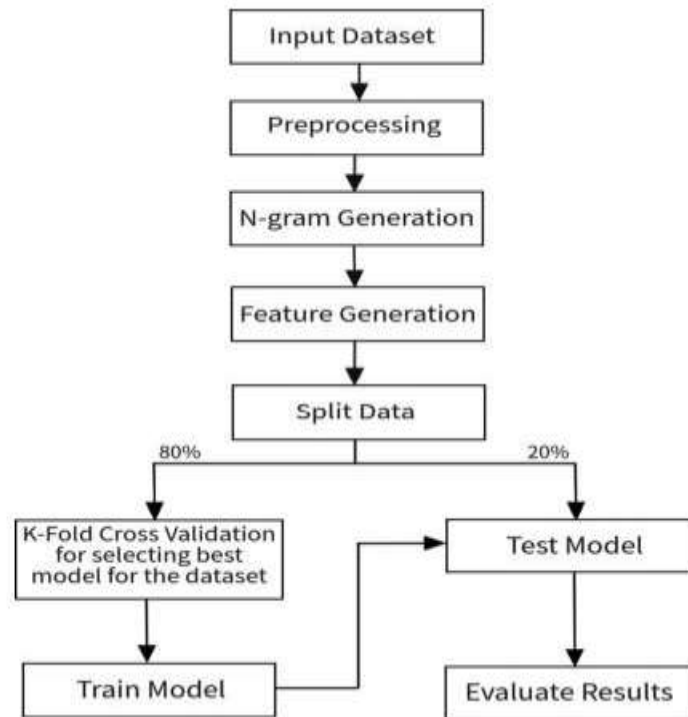 Input Dataset
Preprocessing
N-gram Generation
Feature Generation
Split Data
80%
20%
K-Fold Cross Validation
for selecting best
model for the dataset
Test Model
Train Model
Evaluate Results